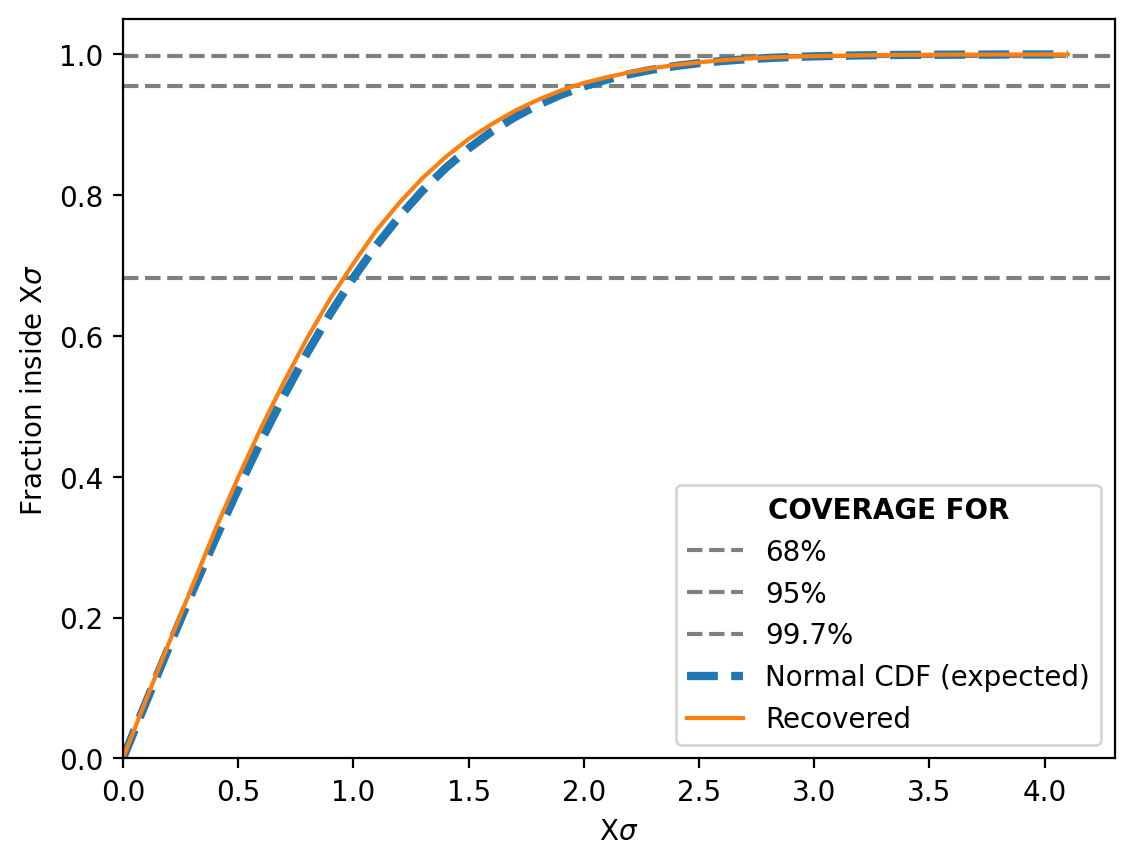 1.0
0.8
0.6
0.4
0.2
0.0
Fraction inside Xσ
COVERAGE FOR
68%
95%
99.7%
Normal CDF (expected)
Recovered
0.0 0.5 1.0 1.5 2.0 2.5 3.0 3.5 4.0
Xσ